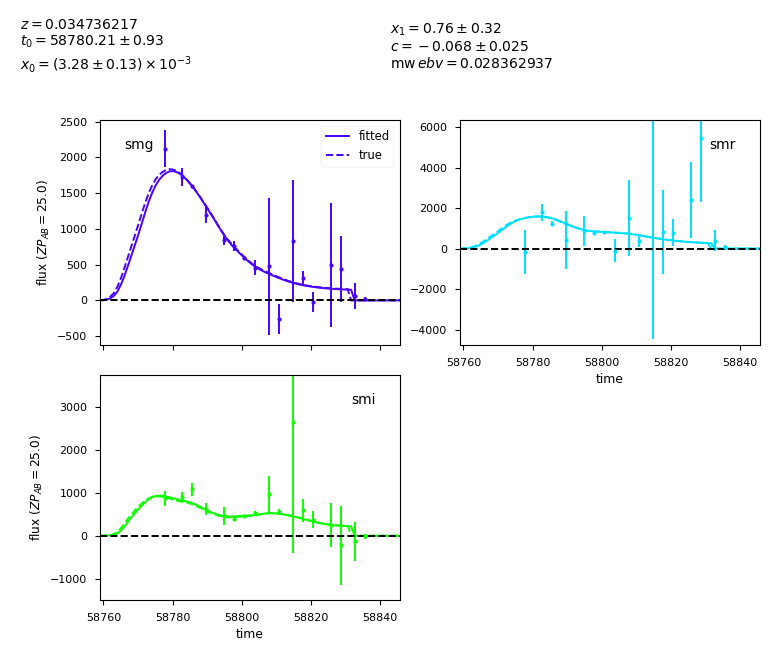 z = 0.034736217
t₀ = 58780.21 ± 0.93
x₀ = (3.28 ± 0.13) × 10⁻³
x₁ = 0.76 ± 0.32
c = −0.068 ± 0.025
mw ebv = 0.028362937
2500
2000
1500
1000
500
0
−500
flux (ZP_AB = 25.0)
smg
fitted
true
6000
4000
2000
0
−2000
−4000
smr
58760
58780
58800
58820
58840
time
3000
2000
1000
0
−1000
flux (ZP_AB = 25.0)
smi
58760
58780
58800
58820
58840
time